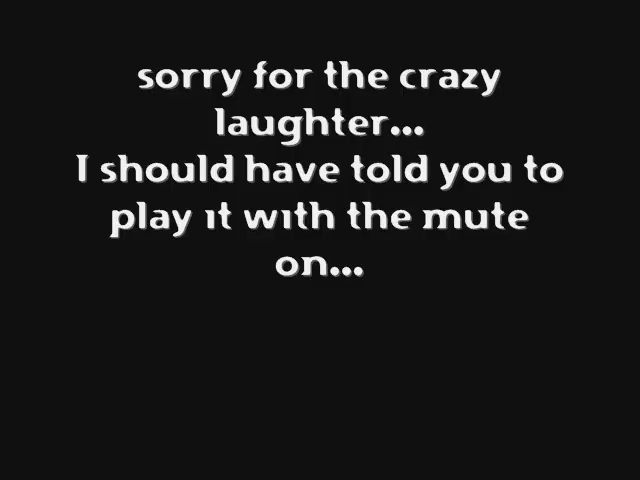 sorry for the crazy
laughter...
I should have told you to
play it with the mute
on...